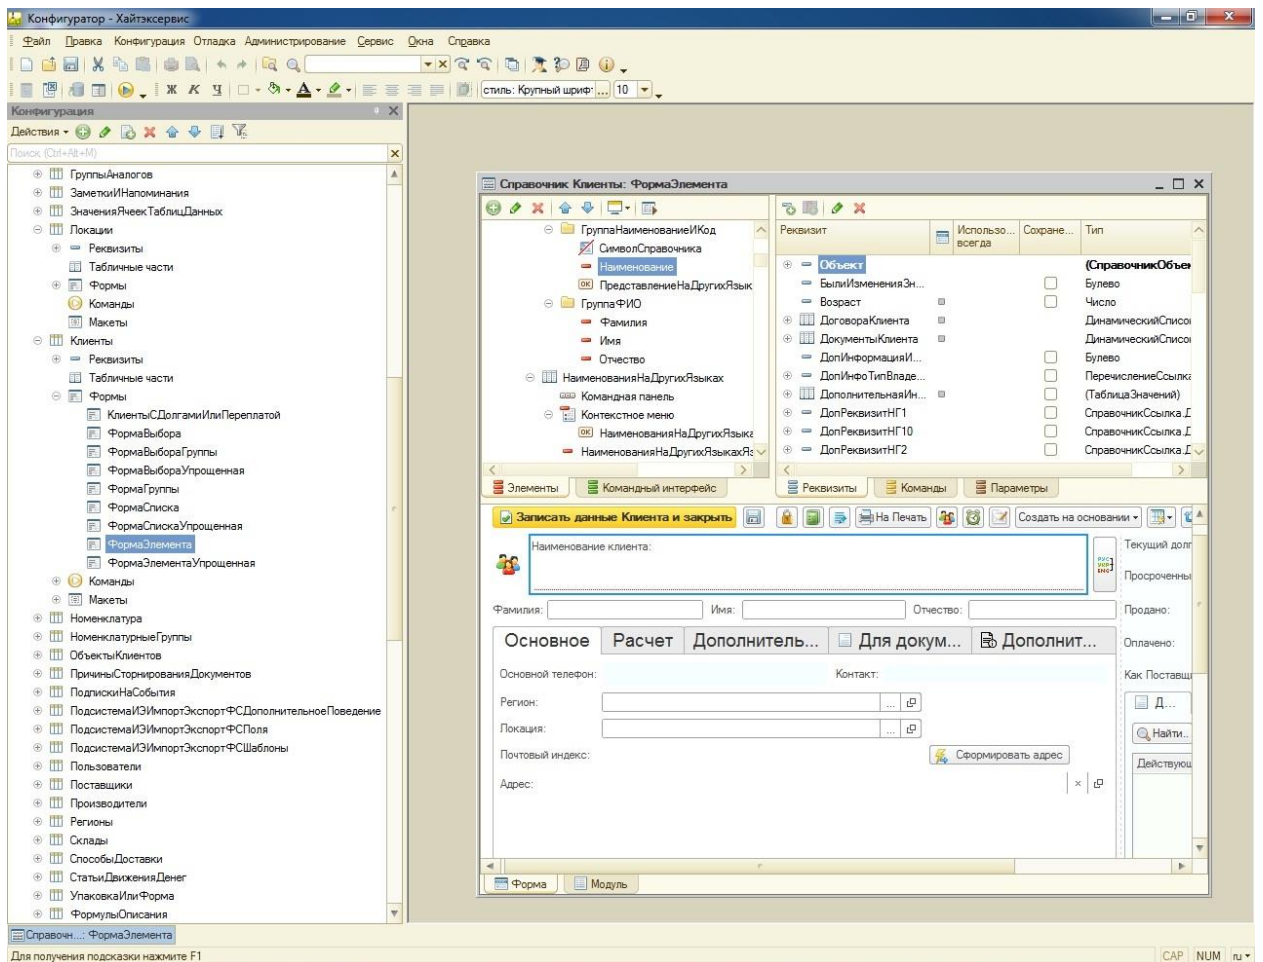 Конфигуратор - Хайтэксервис
Файл Правка Конфигурация Отладка Администрирование Сервис Окна Справка
Ж К Ч стиль: Крупный шриф: ... 10
Конфигурация
Действия
Поиск (Ctrl+Alt+M)
ГруппыАналогов
ЗаметкиИНапоминания
ЗначенияЯчеекТаблицДанных
Локации
Реквизиты
Табличные части
Формы
Команды
Макеты
Клиенты
Реквизиты
Табличные части
Формы
КлиентыСДолгамиИлиПереплатой
ФормаВыбора
ФормаВыбораГруппы
ФормаВыбораУпрощенная
ФормаГруппы
ФормаСписка
ФормаСпискаУпрощенная
ФормаЭлемента
ФормаЭлементаУпрощенная
Команды
Макеты
Номенклатура
НоменклатурныеГруппы
ОбъектыКлиентов
ПричиныСторнированияДокументов
ПодпискиНаСобытия
ПодсистемаИЭИмпортЭкспортФСДополнительноеПоведение
ПодсистемаИЭИмпортЭкспортФСПоля
ПодсистемаИЭИмпортЭкспортФСШаблоны
Пользователи
Поставщики
Производители
Регионы
Склады
СпособыДоставки
СтатьиДвиженияДенег
УпаковкаИлиФорма
ФормулыОписания
Справочник Клиенты: ФормаЭлемента
ГруппаНаименованиеИКод
СимволСправочника
Наименование
ПредставлениеНаДругихЯзык
ГруппаФИО
Фамилия
Имя
Отчество
НаименованияНаДругихЯзыках
Командная панель
Контекстное меню
НаименованияНаДругихЯзыка
НаименованияНаДругихЯзыкахЯз
Элементы Командный интерфейс
Реквизит Использо... всегда Сохране... Тип
Объект (СправочникОбъек
БылиИзмененияЗн... Булево
Возраст Число
ДоговораКлиента ДинамическийСписо
ДокументыКлиента ДинамическийСписо
ДопИнформацияИ... Булево
ДопИнфоТипВладе... ПеречислениеСсылка
ДополнительнаяИн... (ТаблицаЗначений)
ДопРеквизитНГ1 СправочникСсылка.Д
ДопРеквизитНГ10 СправочникСсылка.Д
ДопРеквизитНГ2 СправочникСсылка.Д
Реквизиты Команды Параметры
Записать данные Клиента и закрыть На Печать Создать на основании
Наименование клиента: Текущий долг
Просроченны
Фамилия: Имя: Отчество: Продано:
Основное Расчет Дополнитель... Для докум... Дополнит... Оплачено:
Основной телефон: Контакт: Как Поставщ
Регион: ... Д...
Локация: ... Найти...
Почтовый индекс: Сформировать адрес Действующ
Адрес: ×
Форма Модуль
Справочн...: ФормаЭлемента
Для получения подсказки нажмите F1 CAP NUM ru